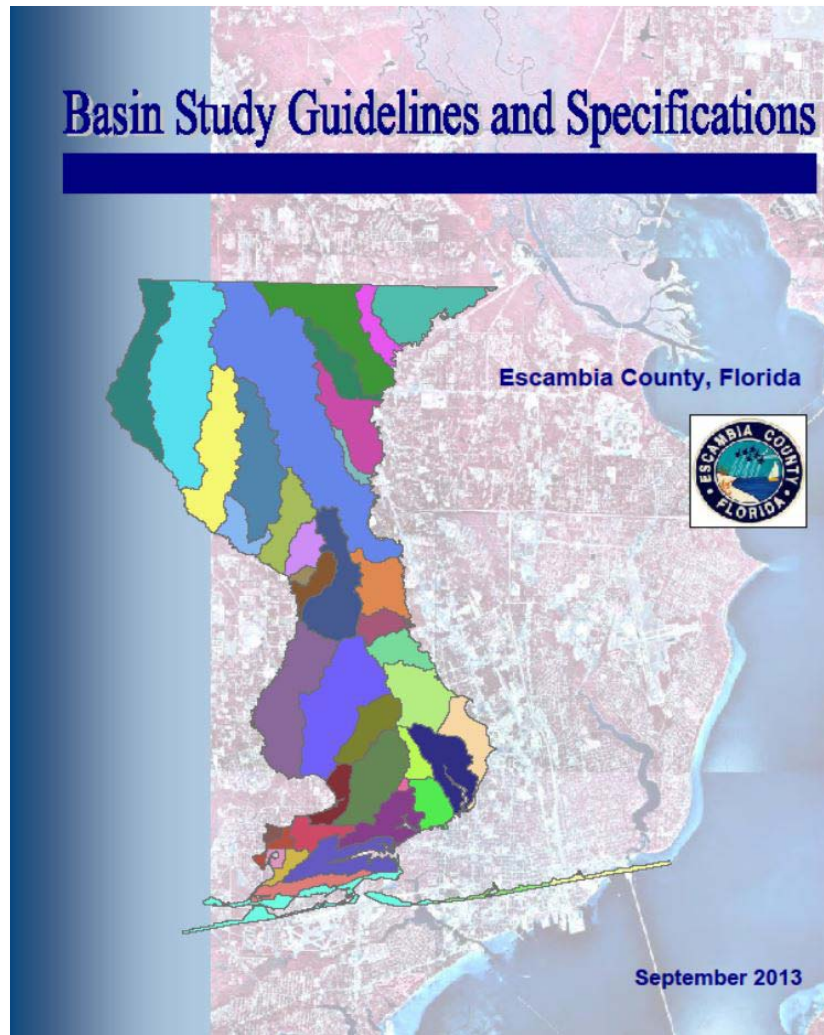 Basin Study Guidelines and Specifications
Escambia County, Florida
ESCAMBIA COUNTY
FLORIDA
September 2013